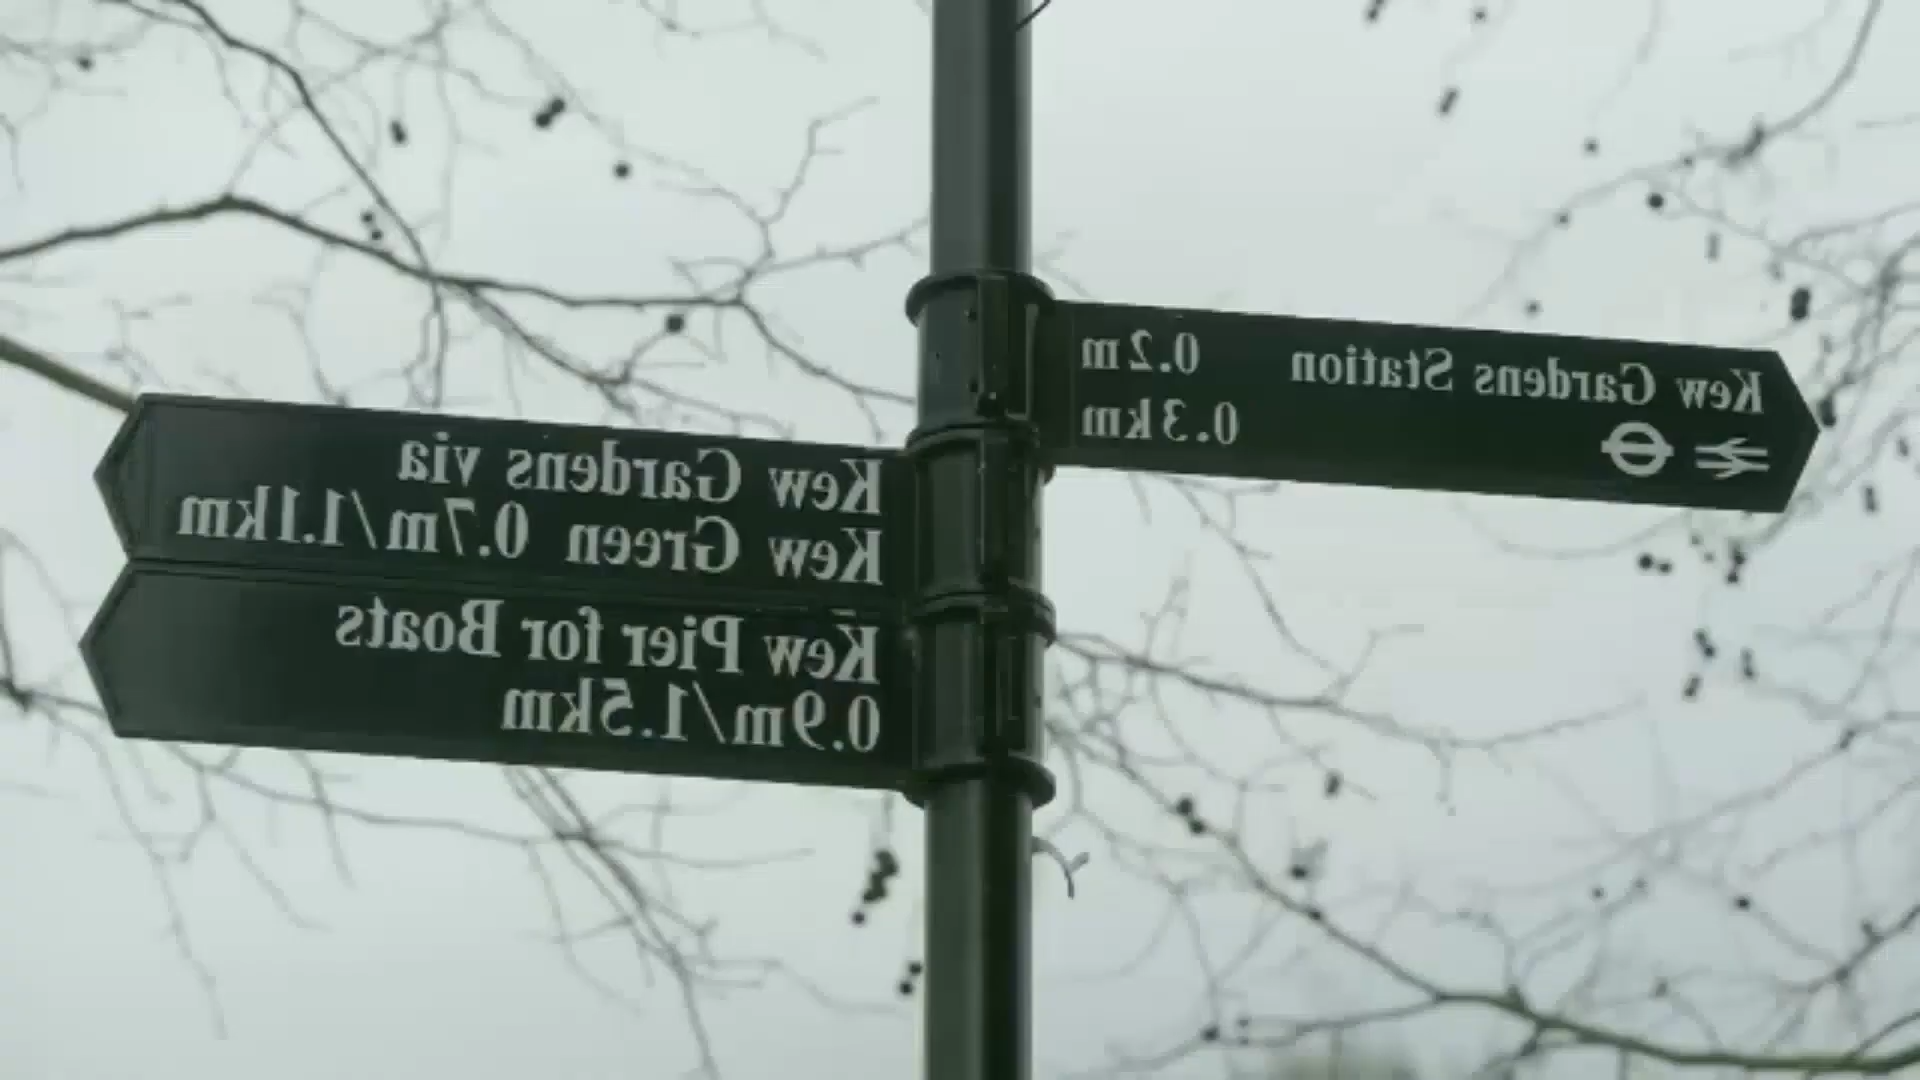 Kew Gardens Station 0.2m
0.3km
Kew Gardens via
Kew Green 0.7m/1.1km
Kew Pier for Boats
0.9m/1.5km